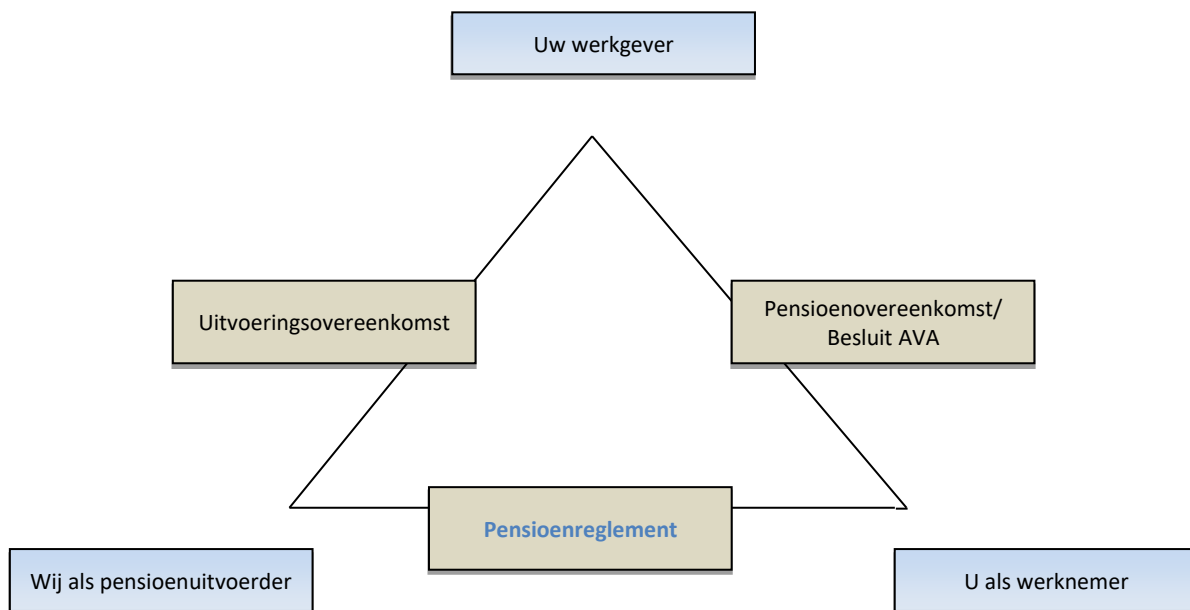 Uw werkgever
Uitvoeringsovereenkomst
Pensioenovereenkomst/
Besluit AVA
Pensioenreglement
Wij als pensioenuitvoerder
U als werknemer